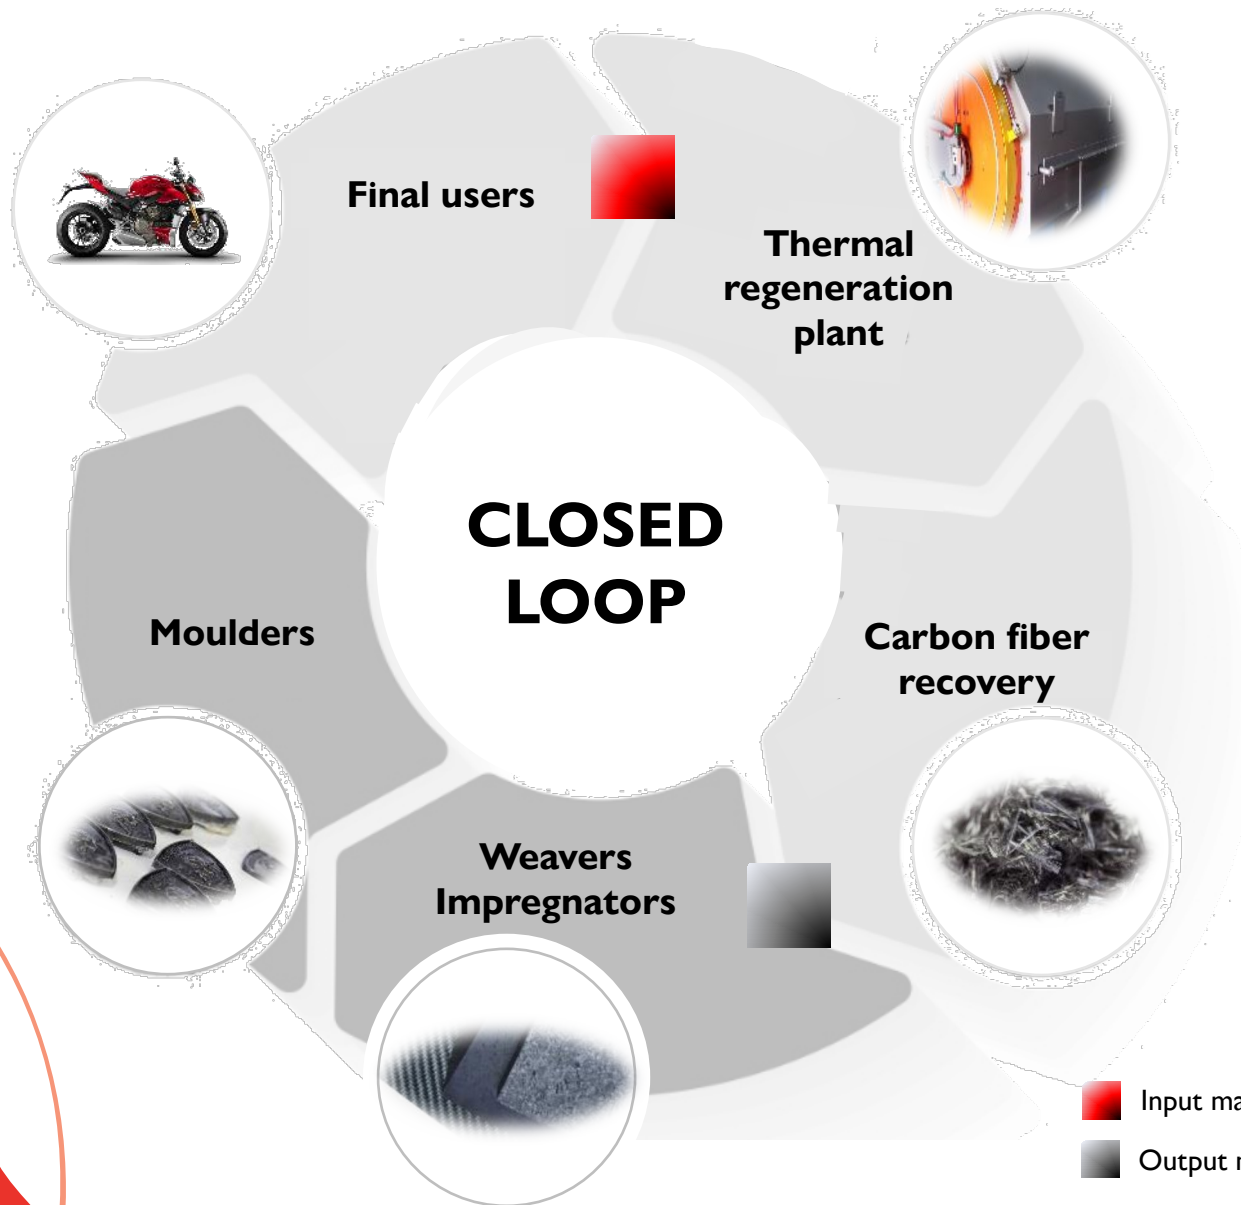 Final users
Thermal
regeneration
plant
CLOSED
LOOP
Moulders
Carbon fiber
recovery
Weavers
Impregnators
Input
Output